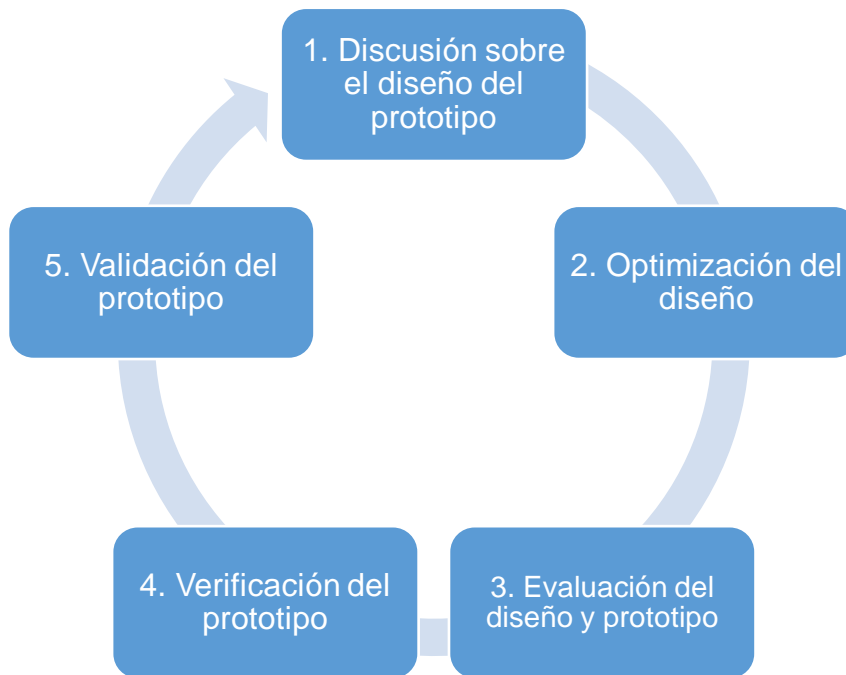 1. Discusión sobre
el diseño del
prototipo
2. Optimización del
diseño
3. Evaluación del
diseño y prototipo
4. Verificación del
prototipo
5. Validación del
prototipo